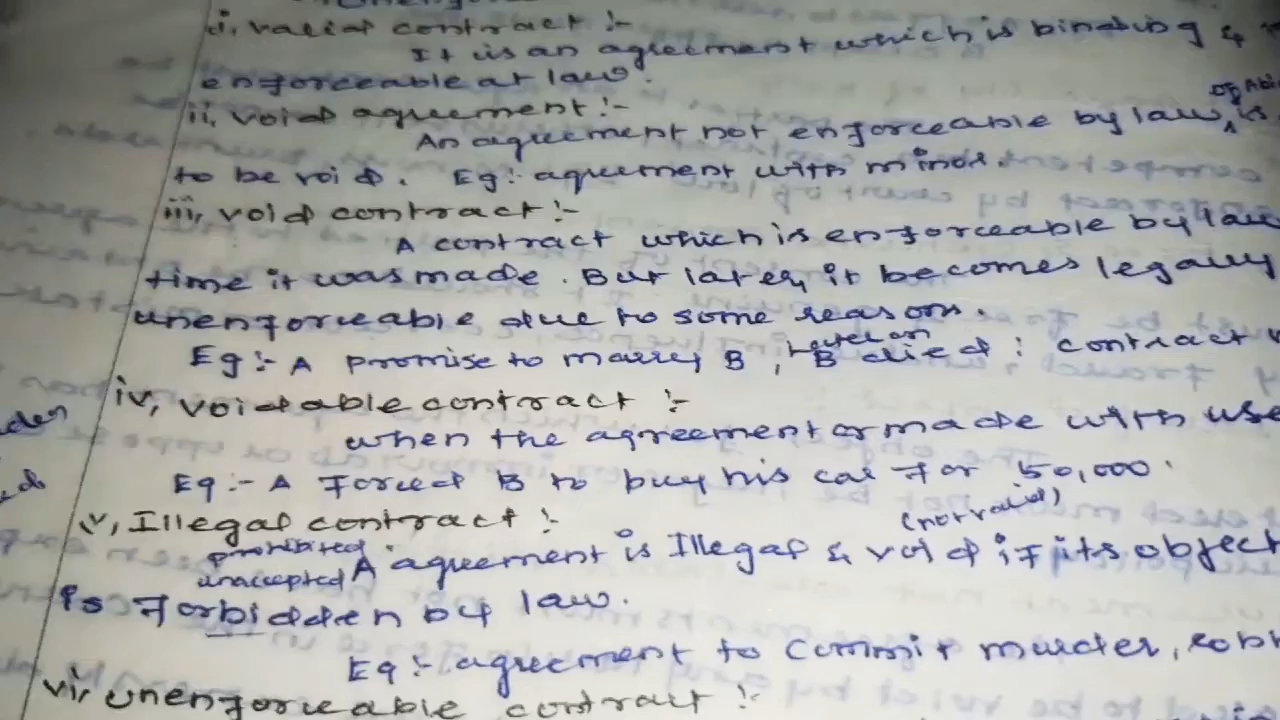 i, valid contract :-
It is an agreement which is binding &
enforceable at law.
ii, void agreement :-
An agreement not enforceable by law, is
to be void. Eg: agreement with minor.
iii, void contract :-
A contract which is enforceable by law
time it was made. But later, it becomes legally
unenforceable due to some reason.
Eg :- A promise to marry B, later on B died : contract
iv, voidable contract :-
when the agreement made with use
Eg :- A Forced B to buy his car For 50,000.
v, Illegal contract :-
(not valid)
prohibited
unaccepted
A agreement is Illegal & void if its object
is Forbidden by law.
Eg :- agreement to commit murder, robb
vi, unenforceable contract :-